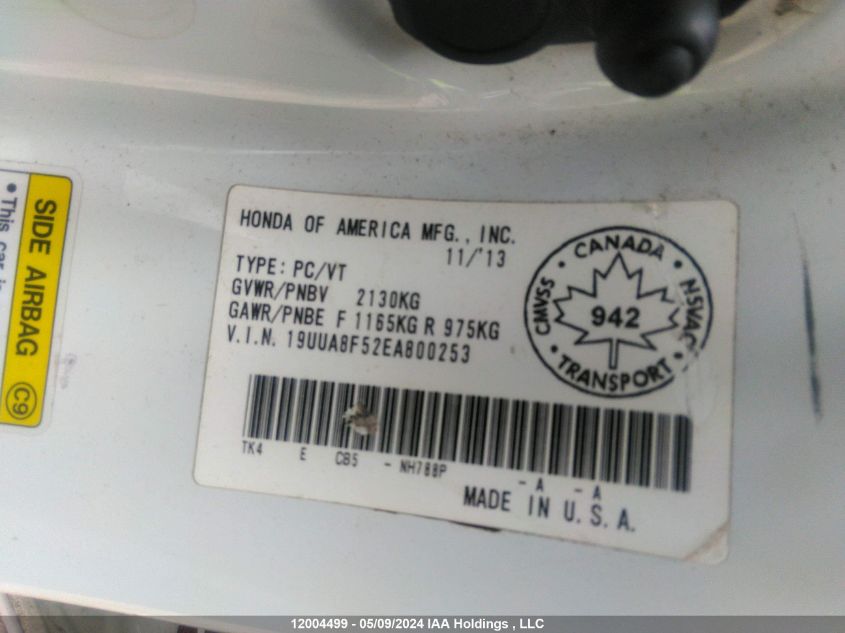 SIDE AIRBAG C9
• This car i
HONDA OF AMERICA MFG., INC.
11/'13
TYPE: PC/VT
GVWR/PNBV 2130KG
GAWR/PNBE F 1165KG R 975KG
V.I.N. 19UUA8F52EA800253
• CANADA •
CMVSS
NSVAC
942
• TRANSPORT •
TK4 E CB5 - NH788P - A - A
MADE IN U.S.A.
12004499 - 05/09/2024 IAA Holdings , LLC